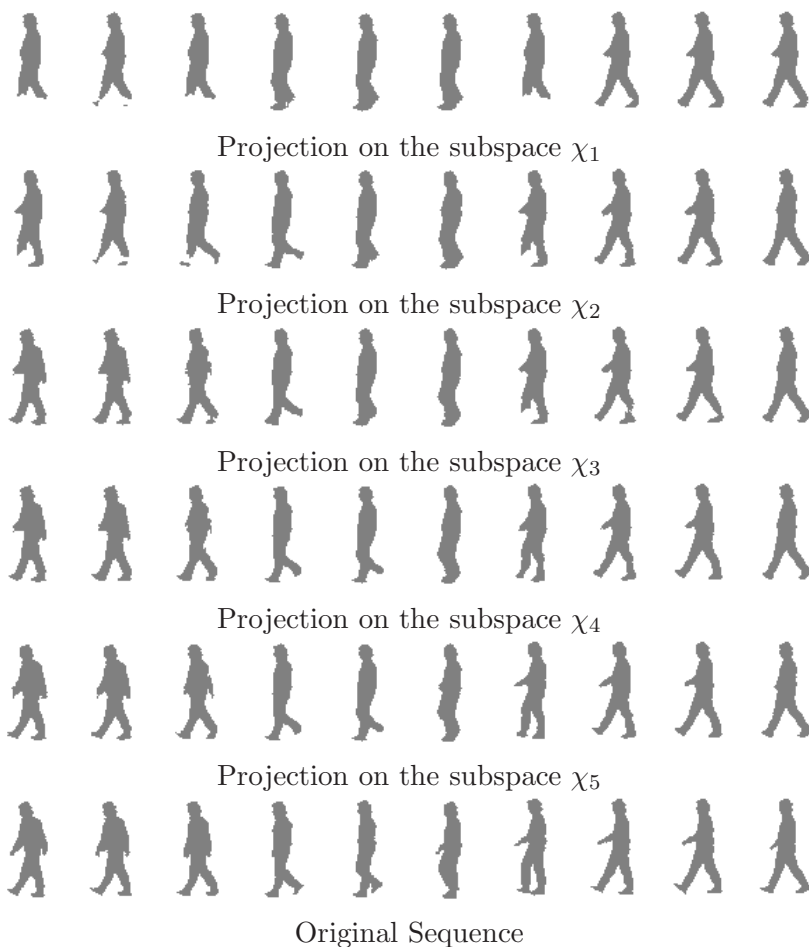 Projection on the subspace χ₁
Projection on the subspace χ₂
Projection on the subspace χ₃
Projection on the subspace χ₄
Projection on the subspace χ₅
Original Sequence